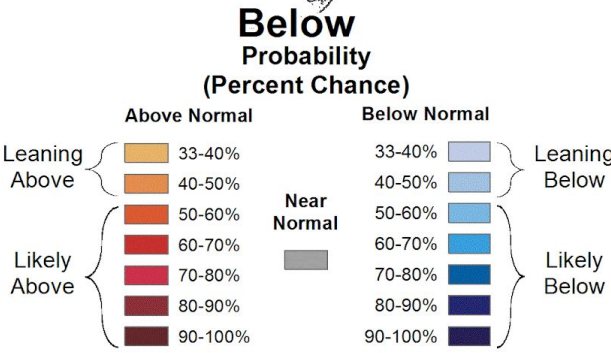 Below
Probability
(Percent Chance)
Above Normal
Below Normal
Leaning
Above
33-40%
40-50%
Likely
Above
50-60%
60-70%
70-80%
80-90%
90-100%
Near
Normal
33-40%
40-50%
Leaning
Below
50-60%
60-70%
70-80%
80-90%
90-100%
Likely
Below